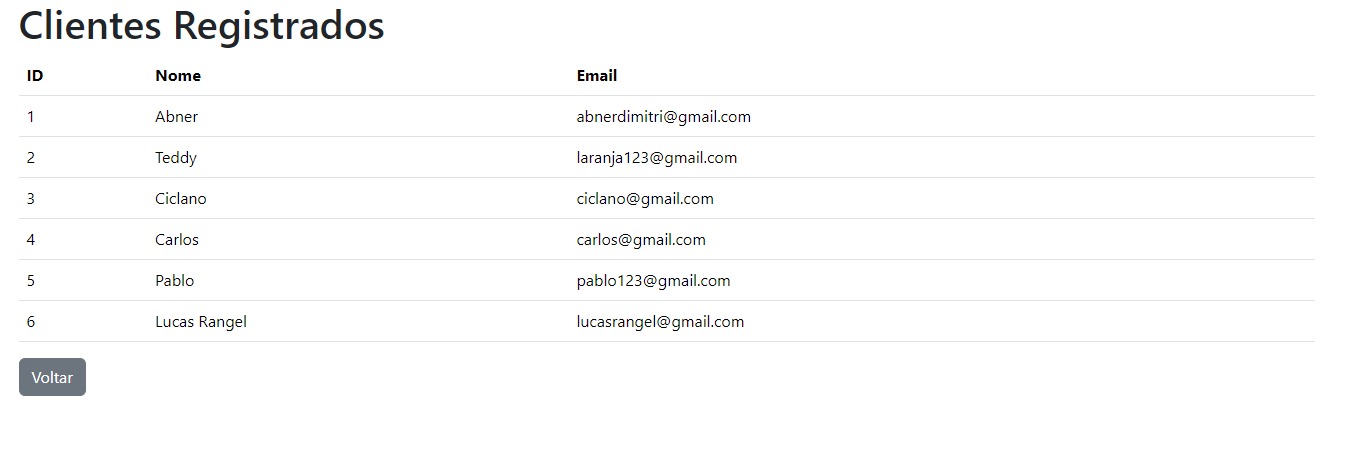 Clientes Registrados
ID Nome Email
1 Abner abnerdimitri@gmail.com
2 Teddy laranja123@gmail.com
3 Ciclano ciclano@gmail.com
4 Carlos carlos@gmail.com
5 Pablo pablo123@gmail.com
6 Lucas Rangel lucasrangel@gmail.com
Voltar